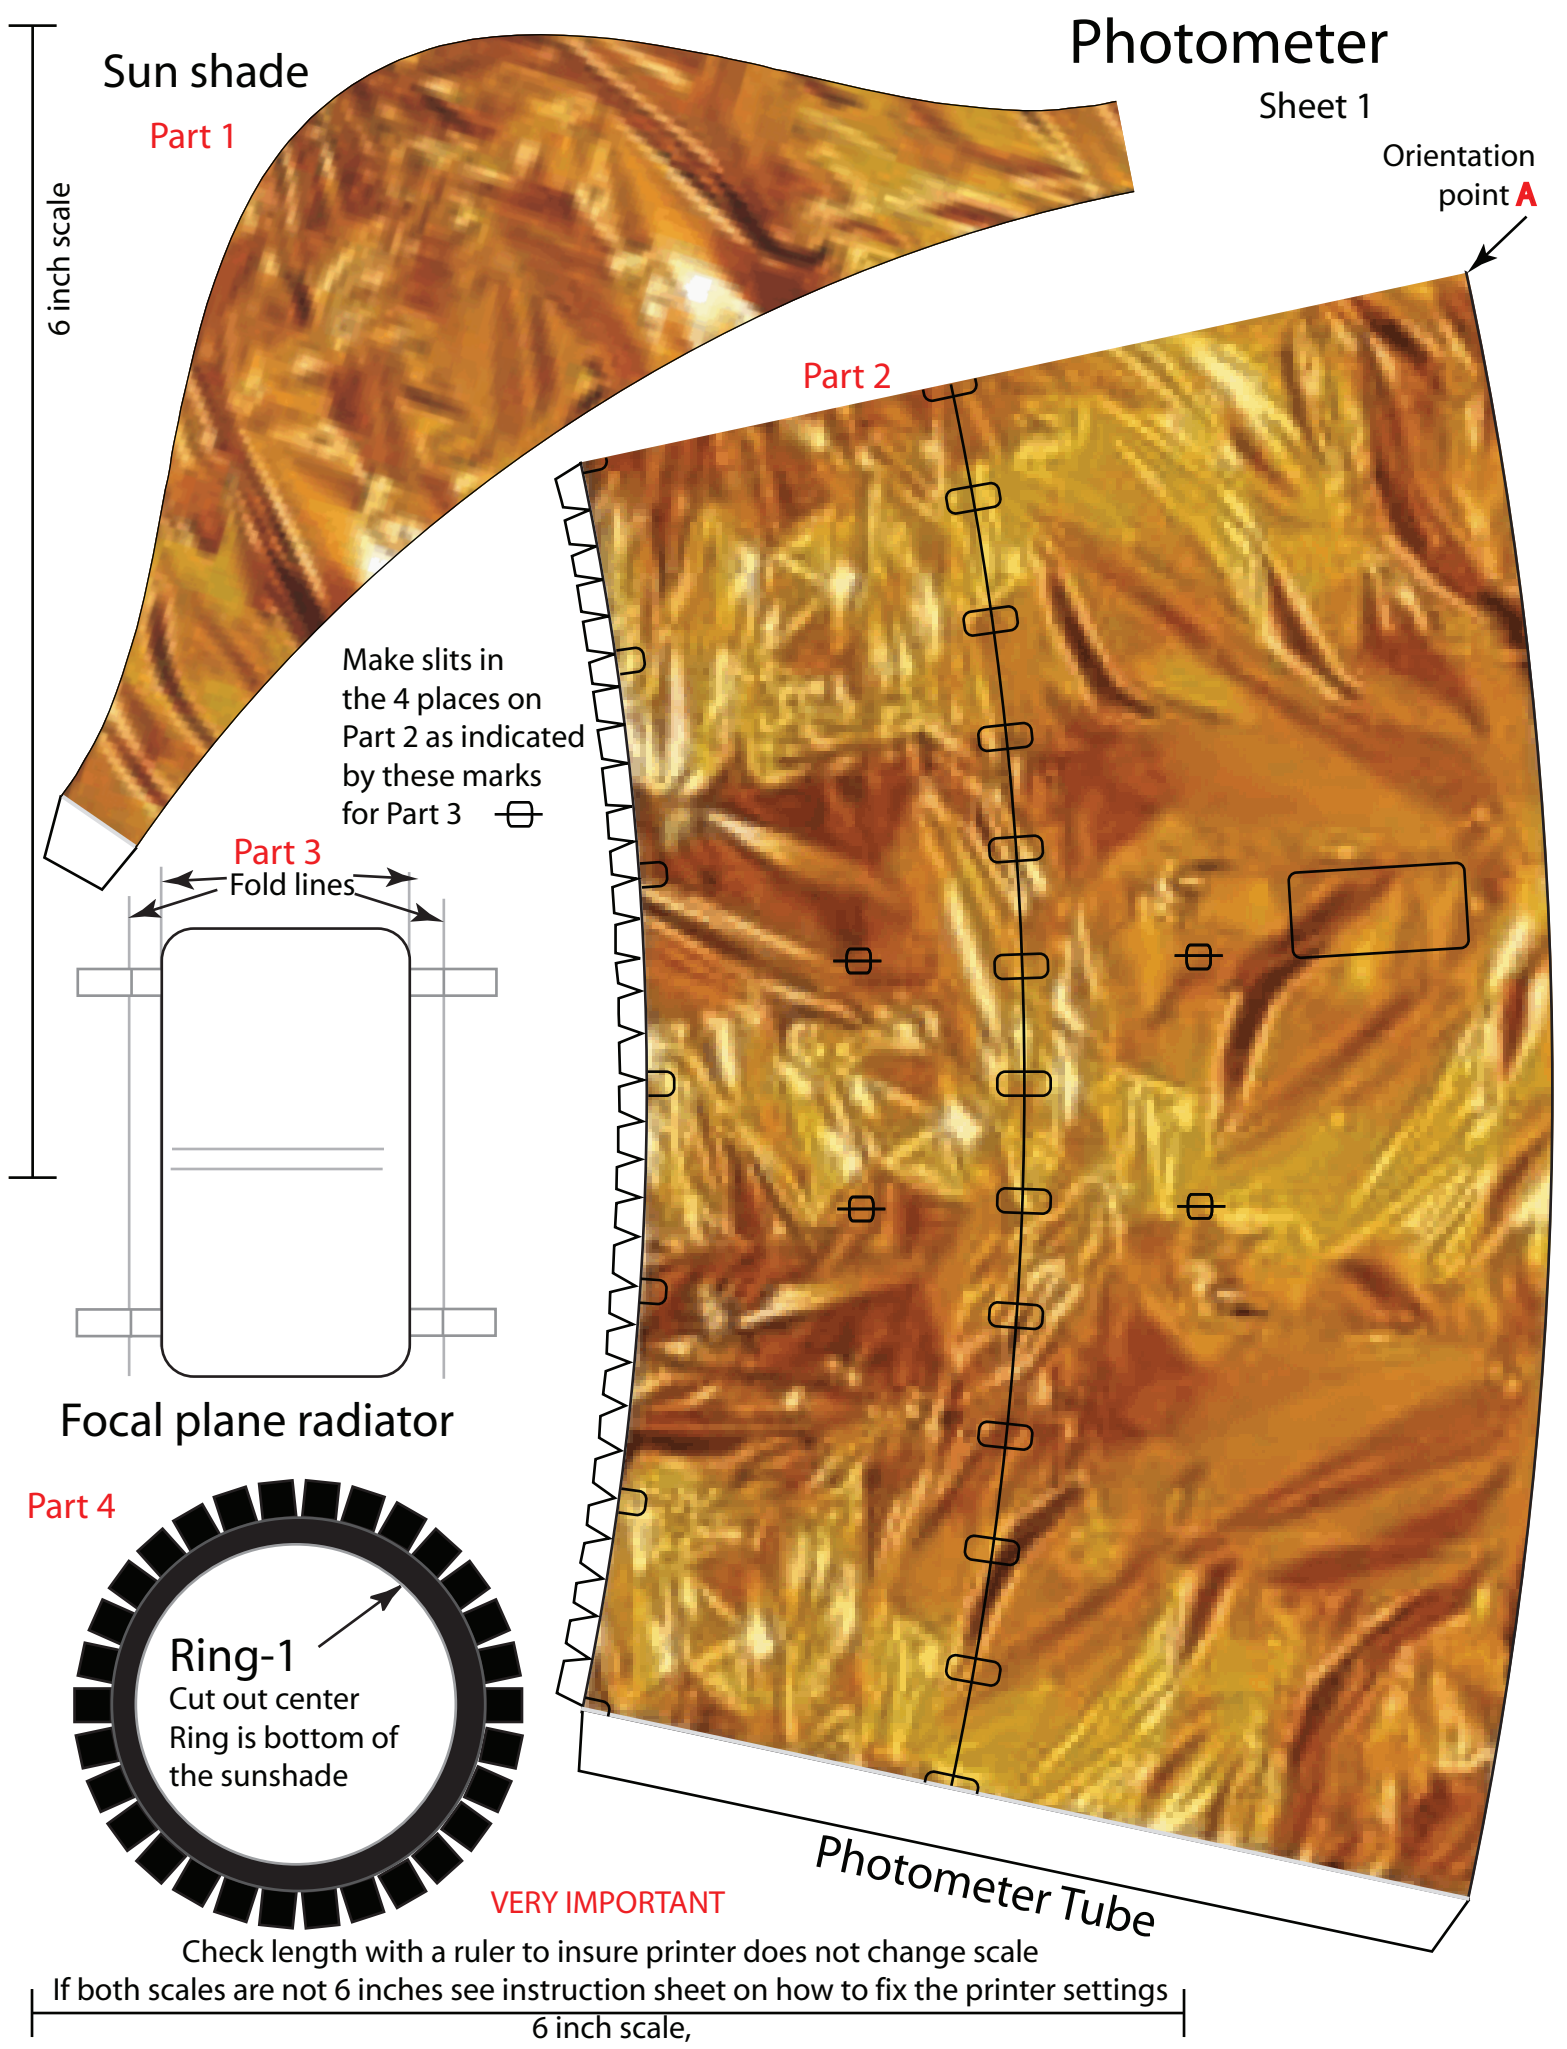 Photometer
Sheet 1
Sun shade
Part 1
6 inch scale
Orientation
point A
Part 2
Make slits in
the 4 places on
Part 2 as indicated
by these marks
for Part 3
Part 3
Fold lines
Focal plane radiator
Part 4
Ring-1
Cut out center
Ring is bottom of
the sunshade
Photometer Tube
VERY IMPORTANT
Check length with a ruler to insure printer does not change scale
If both scales are not 6 inches see instruction sheet on how to fix the printer settings
6 inch scale,